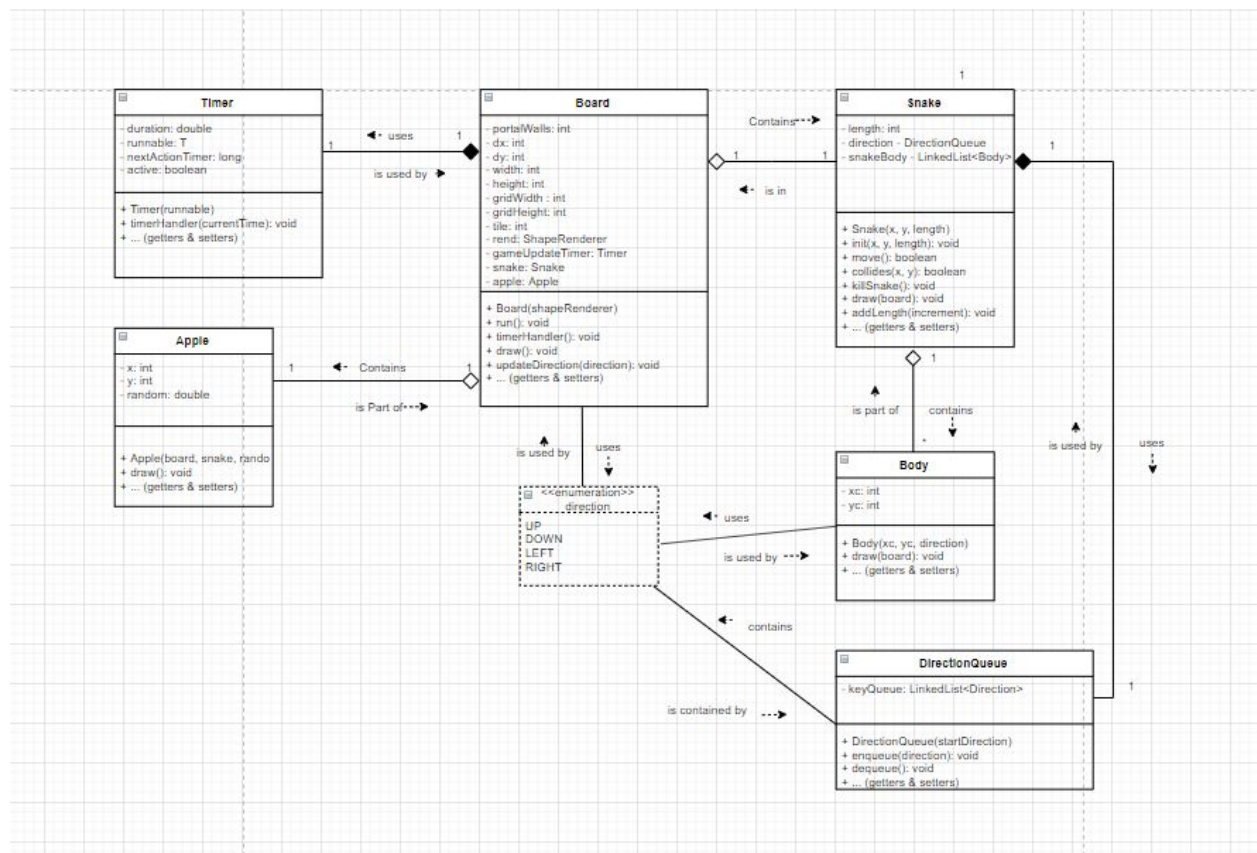 1
Timer
- duration: double
- runnable: T
- nextActionTimer: long
- active: boolean
+ Timer(runnable)
+ timerHandler(currentTime): void
+ ... (getters & setters)
1
uses
1
is used by
Board
- portalWalls: int
- dx: int
- dy: int
- width: int
- height: int
- gridWidth : int
- gridHeight: int
- tile: int
- rend: ShapeRenderer
- gameUpdateTimer: Timer
- snake: Snake
- apple: Apple
+ Board(shapeRenderer)
+ run(): void
+ timerHandler(): void
+ draw(): void
+ updateDirection(direction): void
+ ... (getters & setters)
Contains
1
1
is in
Snake
- length: int
- direction - DirectionQueue
- snakeBody - LinkedList<Body>
+ Snake(x, y, length)
+ init(x, y, length): void
+ move(): boolean
+ collides(x, y): boolean
+ killSnake(): void
+ draw(board): void
+ addLength(increment): void
+ ... (getters & setters)
1
Apple
- x: int
- y: int
- random: double
+ Apple(board, snake, rando
+ draw(): void
+ ... (getters & setters)
1
Contains
1
is Part of
1
is part of
contains
*
is used by
uses
is used by
uses
<<enumeration>>
direction
UP
DOWN
LEFT
RIGHT
uses
is used by
Body
- xc: int
- yc: int
+ Body(xc, yc, direction)
+ draw(board): void
+ ... (getters & setters)
contains
is contained by
DirectionQueue
- keyQueue: LinkedList<Direction>
+ DirectionQueue(startDirection)
+ enqueue(direction): void
+ dequeue(): void
+ ... (getters & setters)
1